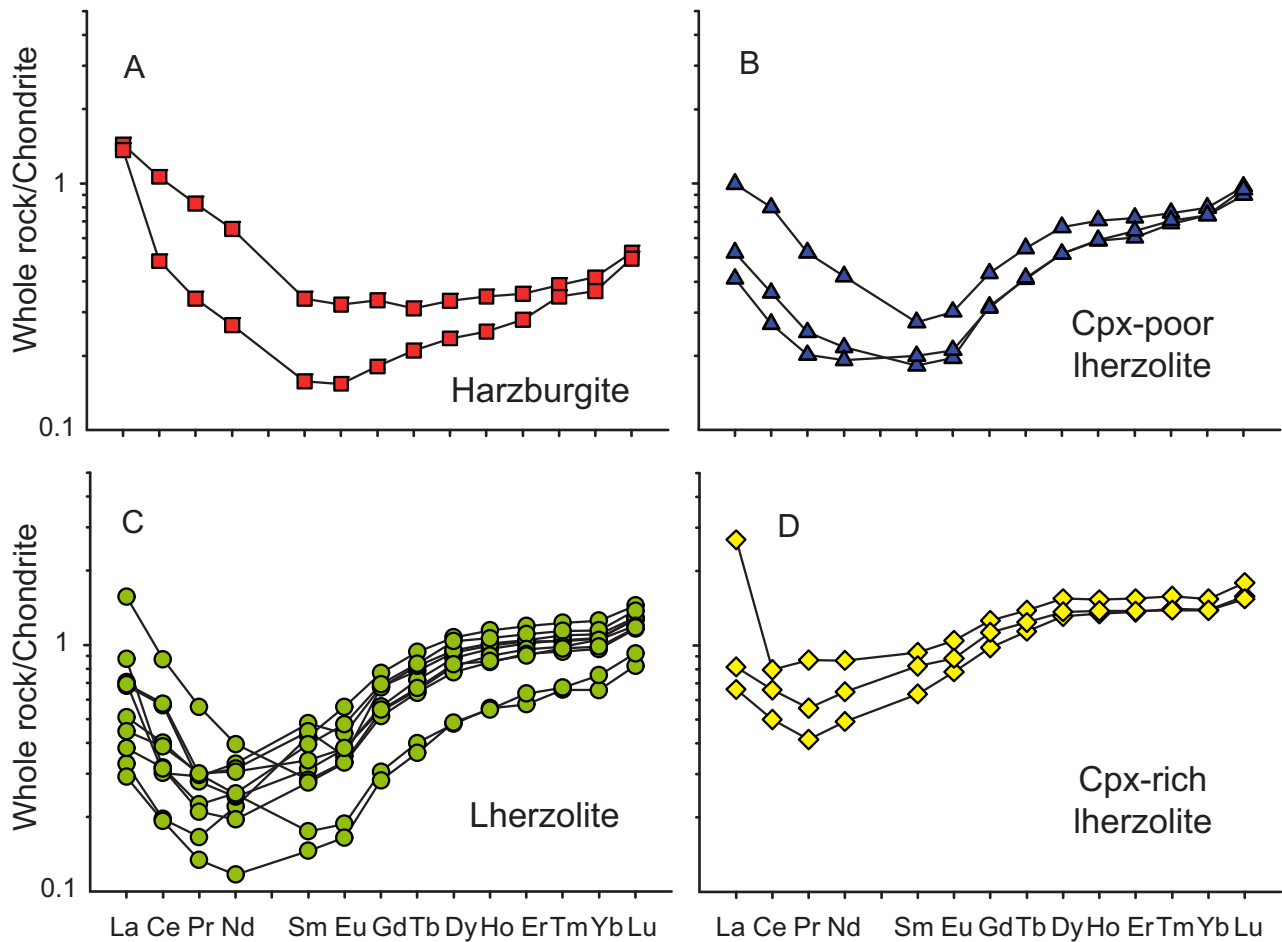 Whole rock/Chondrite
1
0.1
A
Harzburgite
B
Cpx-poor
lherzolite
Whole rock/Chondrite
1
0.1
C
Lherzolite
D
Cpx-rich
lherzolite
La Ce Pr Nd Sm Eu Gd Tb Dy Ho Er Tm Yb Lu
La Ce Pr Nd Sm Eu Gd Tb Dy Ho Er Tm Yb Lu